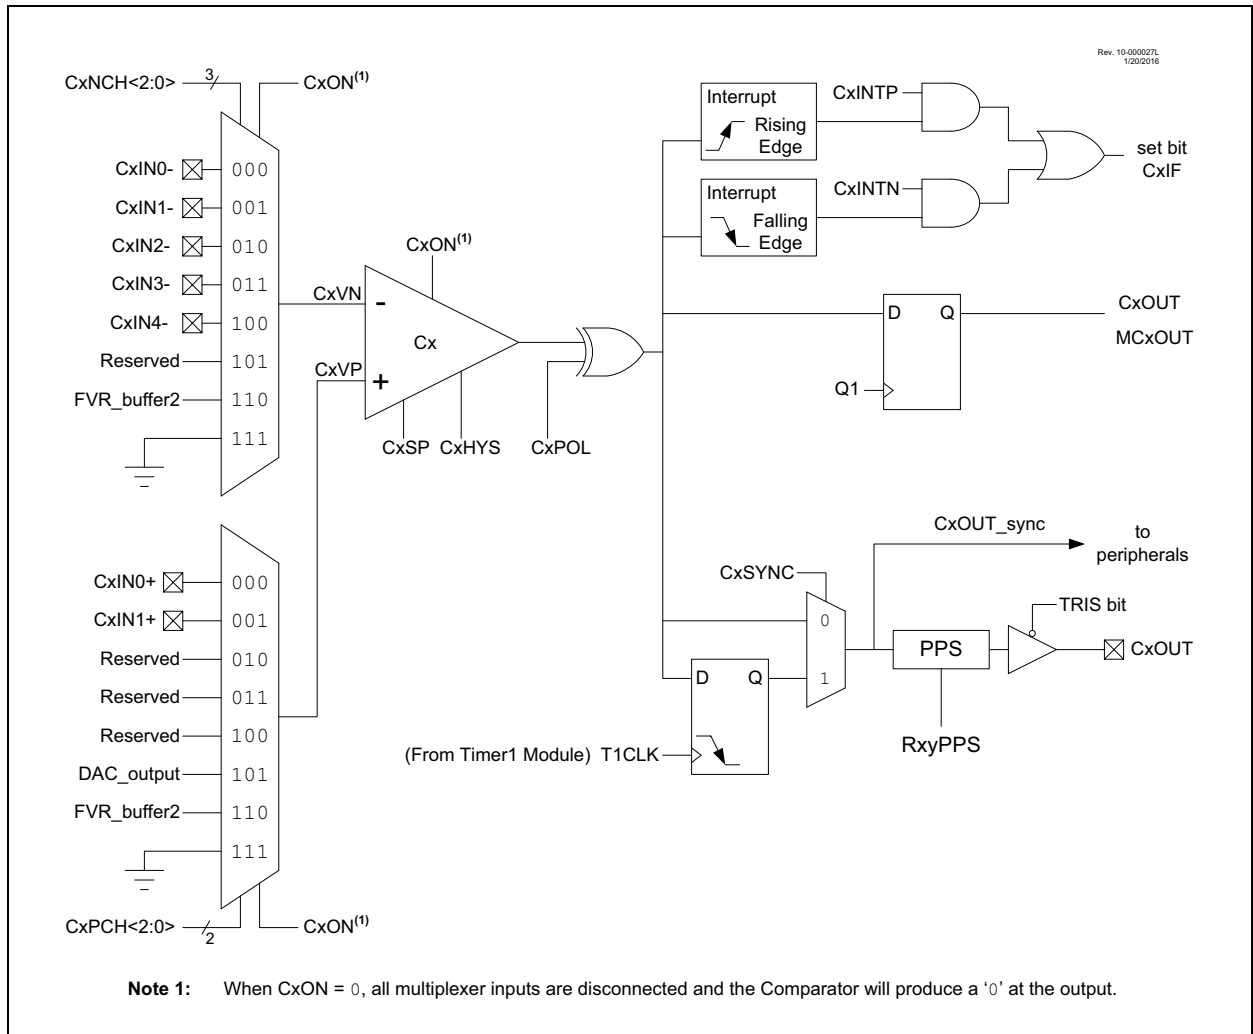 Rev. 10-000027L
1/20/2016
CxNCH<2:0>
3
CxON(1)
CxIN0-
000
CxIN1-
001
CxIN2-
010
CxIN3-
011
CxIN4-
100
Reserved
101
FVR_buffer2
110
111
CxVN
CxVP
CxON(1)
-
Cx
+
CxSP
CxHYS
CxPOL
Interrupt
Rising
Edge
CxINTP
Interrupt
Falling
Edge
CxINTN
set bit
CxIF
D
Q
Q1
CxOUT
MCxOUT
CxIN0+
000
CxIN1+
001
Reserved
010
Reserved
011
Reserved
100
DAC_output
101
FVR_buffer2
110
111
CxPCH<2:0>
2
CxON(1)
CxOUT_sync
to
peripherals
CxSYNC
0
1
TRIS bit
PPS
CxOUT
RxyPPS
D
Q
(From Timer1 Module) T1CLK
Note 1: When CxON = 0, all multiplexer inputs are disconnected and the Comparator will produce a ‘0’ at the output.